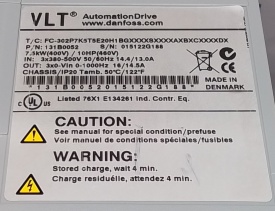 VLT® AutomationDrive
www.danfoss.com
T/C: FC-302P7K5T5E20H1BGXXXXSXXXXAXBXCXXXXDX
P/N: 131B0052 S/N: 015122G188
7.5kW(400V) / 10HP(460V)
IN: 3x380-500V 50/60Hz 14.4/13.0A
OUT: 3x0-Vin 0-1000Hz 16/14.5A
CHASSIS/IP20 Tamb. 50°C/122°F
*131B0052015122G188*
MADE IN
DENMARK
Listed 76X1 E134261 Ind. Contr. Eq.
CAUTION:
See manual for special condition/prefuse
Voir manuel de conditions spéciales/fusibles
WARNING:
Stored charge, wait 4 min.
Charge residuélle, attendez 4 min.